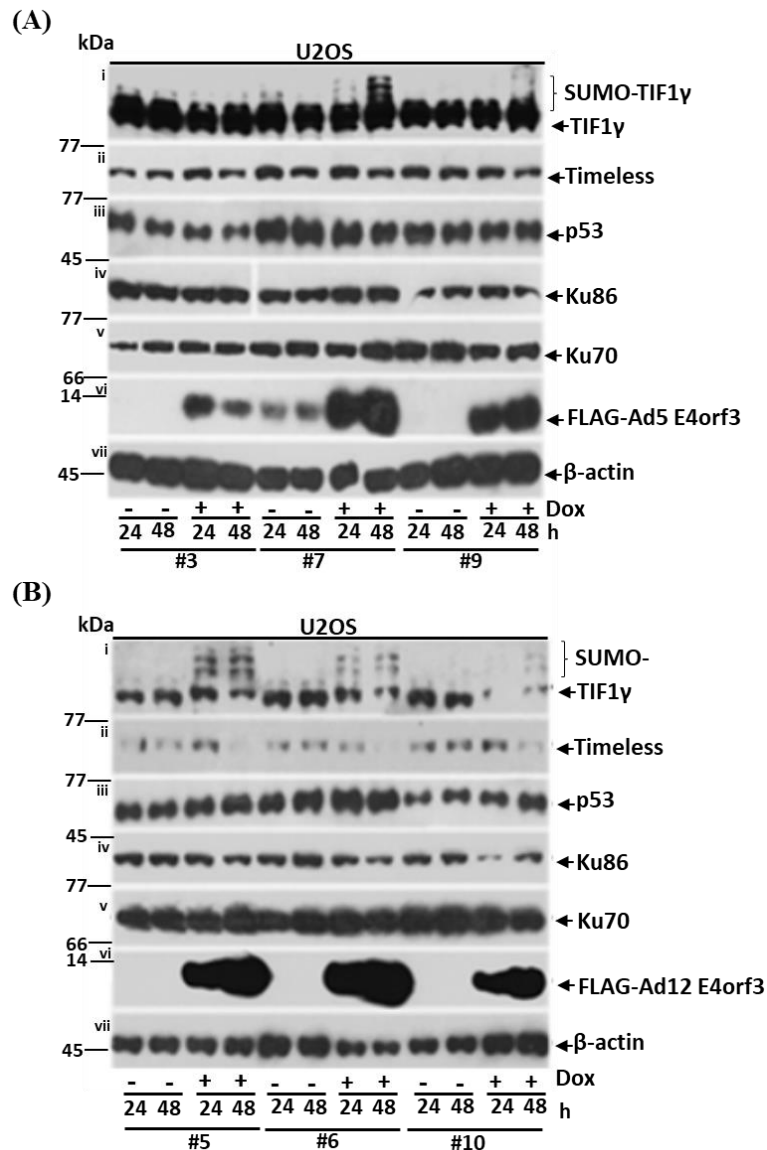 (A)
kDa
U2OS
i
SUMO-TIF1γ
TIF1γ
77
ii
Timeless
77
iii
p53
45
iv
Ku86
77
v
Ku70
66
14
vi
FLAG-Ad5 E4orf3
vii
45
β-actin
- - + + - - + + - - + + Dox
24 48 24 48 24 48 24 48 24 48 24 48 h
#3 #7 #9
(B)
kDa
U2OS
i
SUMO-
TIF1γ
77
ii
Timeless
77
iii
p53
45
iv
Ku86
77
v
Ku70
66
14
vi
FLAG-Ad12 E4orf3
vii
45
β-actin
- - + + - - + + - - + + Dox
24 48 24 48 24 48 24 48 24 48 24 48 h
#5 #6 #10